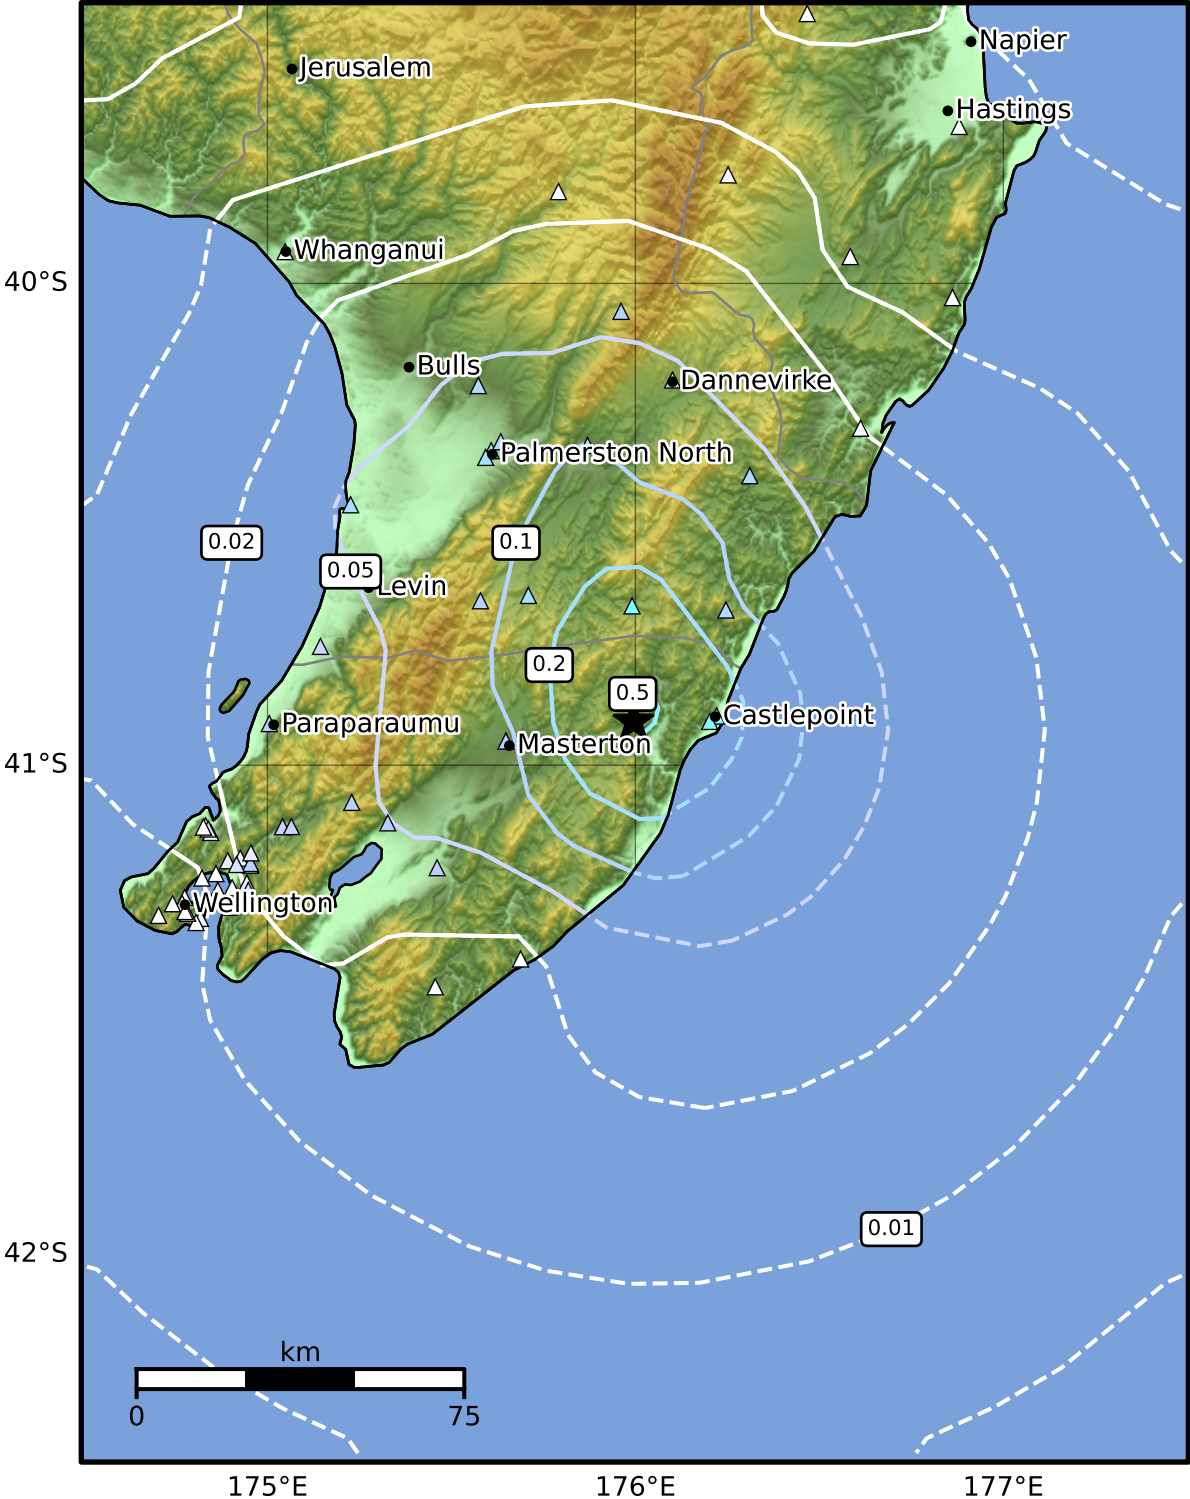 Napier
Jerusalem
Hastings
Whanganui
40°S
Bulls
Dannevirke
Palmerston North
0.02
0.1
0.05
Levin
0.2
0.5
Paraparaumu
Castlepoint
Masterton
41°S
Wellington
0.01
42°S
km
0
75
175°E
176°E
177°E